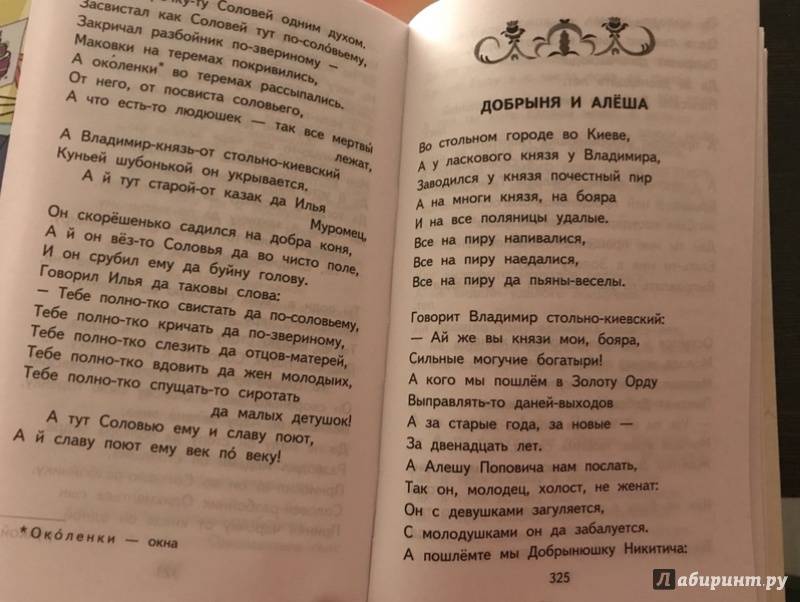 Соловей одним духом.
Засвистал как Соловей тут по-соловьему,
Закричал разбойник по-звериному —
Маковки на теремах покривились,
А око́ленки* во теремах рассыпались.
От него, от посвиста соловьего,
А что есть-то людюшек — так все мертвы
лежат,
А Владимир-князь-от стольно-киевский
Куньей шубонькой он укрывается.
А й тут старой-от казак да Илья
Муромец,
Он скорёшенько садился на добра коня,
А й он вёз-то Соловья да во чисто поле,
И он срубил ему да буйну голову.
Говорил Илья да таковы слова:
— Тебе полно-тко свистать да по-соловьему,
Тебе полно-тко кричать да по-звериному,
Тебе полно-тко слезить да отцов-матерей,
Тебе полно-тко вдовить да жен молодыих,
Тебе полно-тко спущать-то сиротать
да малых детушок!
А тут Соловью ему и славу поют,
А й славу поют ему век по́ веку!
* Око́ленки — окна
ДОБРЫНЯ И АЛЁША
Во стольном городе во Киеве,
А у ласкового князя у Владимира,
Заводился у князя почестный пир
А на многи князя, на бояра
И на все поляницы удалые.
Все на пиру напивалися,
Все на пиру наедалися,
Все на пиру да пьяны-веселы.
Говорит Владимир стольно-киевский:
— Ай же вы князи мои, бояра,
Сильные могучие богатыри!
А кого мы пошлём в Золоту Орду
Выправлять-то даней-выходов
А за старые года, за новые —
За двенадцать лет.
А Алешу Поповича нам послать,
Так он, молодец, холост, не женат:
Он с девушками загуляется,
С молодушками он да забалуется.
А пошлёмте мы Добрынюшку Никитича:
325
Лабиринт.ру